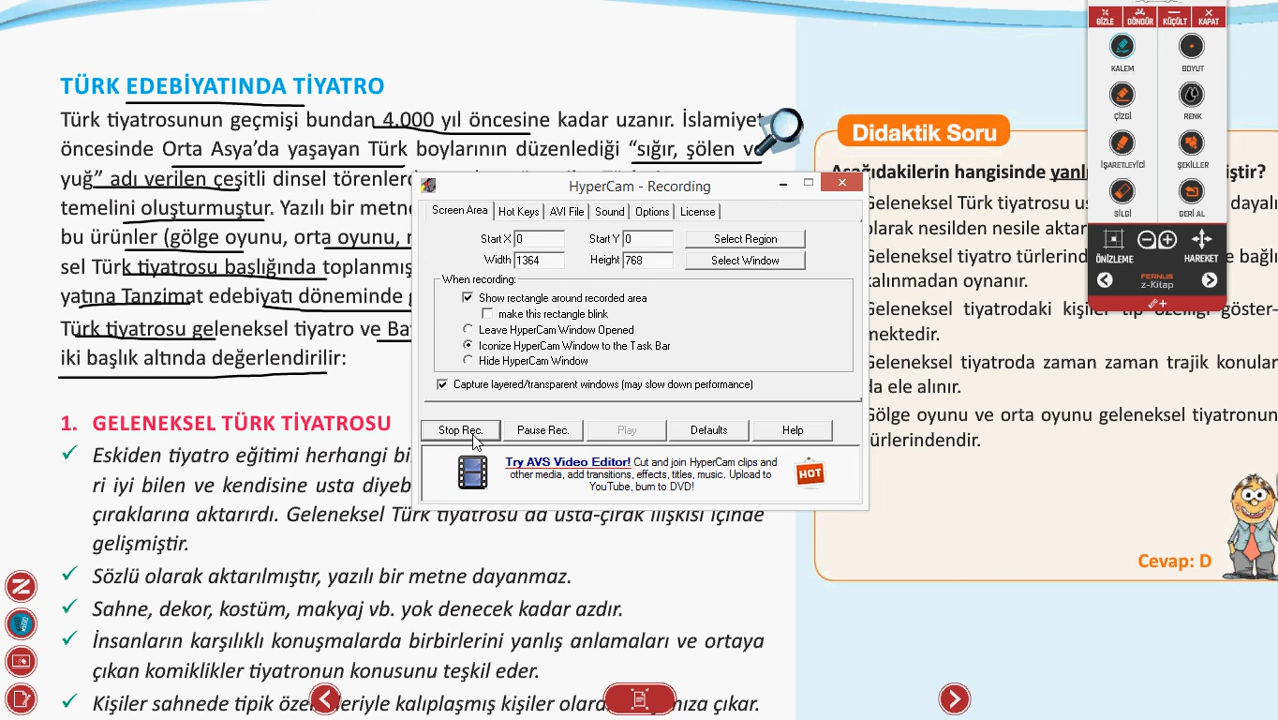 TÜRK EDEBİYATINDA TİYATRO
Türk tiyatrosunun geçmişi bundan 4.000 yıl öncesine kadar uzanır. İslamiyet
öncesinde Orta Asya'da yaşayan Türk boylarının düzenlediği “sığır, şölen ve
yuğ” adı verilen çeşitli dinsel törenlerd
temelini oluşturmuştur. Yazılı bir metne
bu ürünler (gölge oyunu, orta oyunu,
sel Türk tiyatrosu başlığında toplanmış
yatına Tanzimat edebiyatı döneminde
Türk tiyatrosu geleneksel tiyatro ve Ba
iki başlık altında değerlendirilir:
1. GELENEKSEL TÜRK TİYATROSU
✓ Eskiden tiyatro eğitimi herhangi bi
ri iyi bilen ve kendisine usta diyeb
çıraklarına aktarırdı. Geleneksel Türk tiyatrosu da usta-çırak ilişkisi içinde
gelişmiştir.
✓ Sözlü olarak aktarılmıştır, yazılı bir metne dayanmaz.
✓ Sahne, dekor, kostüm, makyaj vb. yok denecek kadar azdır.
✓ İnsanların karşılıklı konuşmalarda birbirlerini yanlış anlamaları ve ortaya
çıkan komiklikler tiyatronun konusunu teşkil eder.
✓ Kişiler sahnede tipik öze leriyle kalıplaşmış kişiler olara ıza çıkar.
HyperCam - Recording
Screen Area Hot Keys AVI File Sound Options License
Start X 0 Start Y 0 Select Region
Width 1364 Height 768 Select Window
When recording:
Show rectangle around recorded area
make this rectangle blink
Leave HyperCam Window Opened
Iconize HyperCam Window to the Task Bar
Hide HyperCam Window
Capture layered/transparent windows (may slow down performance)
Stop Rec. Pause Rec. Play Defaults Help
Try AVS Video Editor! Cut and join HyperCam clips and
other media, add transitions, effects, titles, music. Upload to
YouTube, burn to DVD!
HOT
Didaktik Soru
Aşağıdakilerin hangisinde yanl iştir?
Geleneksel Türk tiyatrosu us dayalı
olarak nesilden nesile aktar
Geleneksel tiyatro türlerind e bağlı
kalınmadan oynanır.
Geleneksel tiyatrodaki kişiler tip özelliği göster-
mektedir.
Geleneksel tiyatroda zaman zaman trajik konular
da ele alınır.
Gölge oyunu ve orta oyunu geleneksel tiyatronun
türlerindendir.
Cevap: D
GİZLE DÖNDÜR KÜÇÜLT KAPAT
KALEM BOYUT
ÇİZGİ RENK
İŞARETLEYİCİ ŞEKİLLER
SİLGİ GERİ AL
ÖNİZLEME HAREKET
FERNUS
z-Kitap